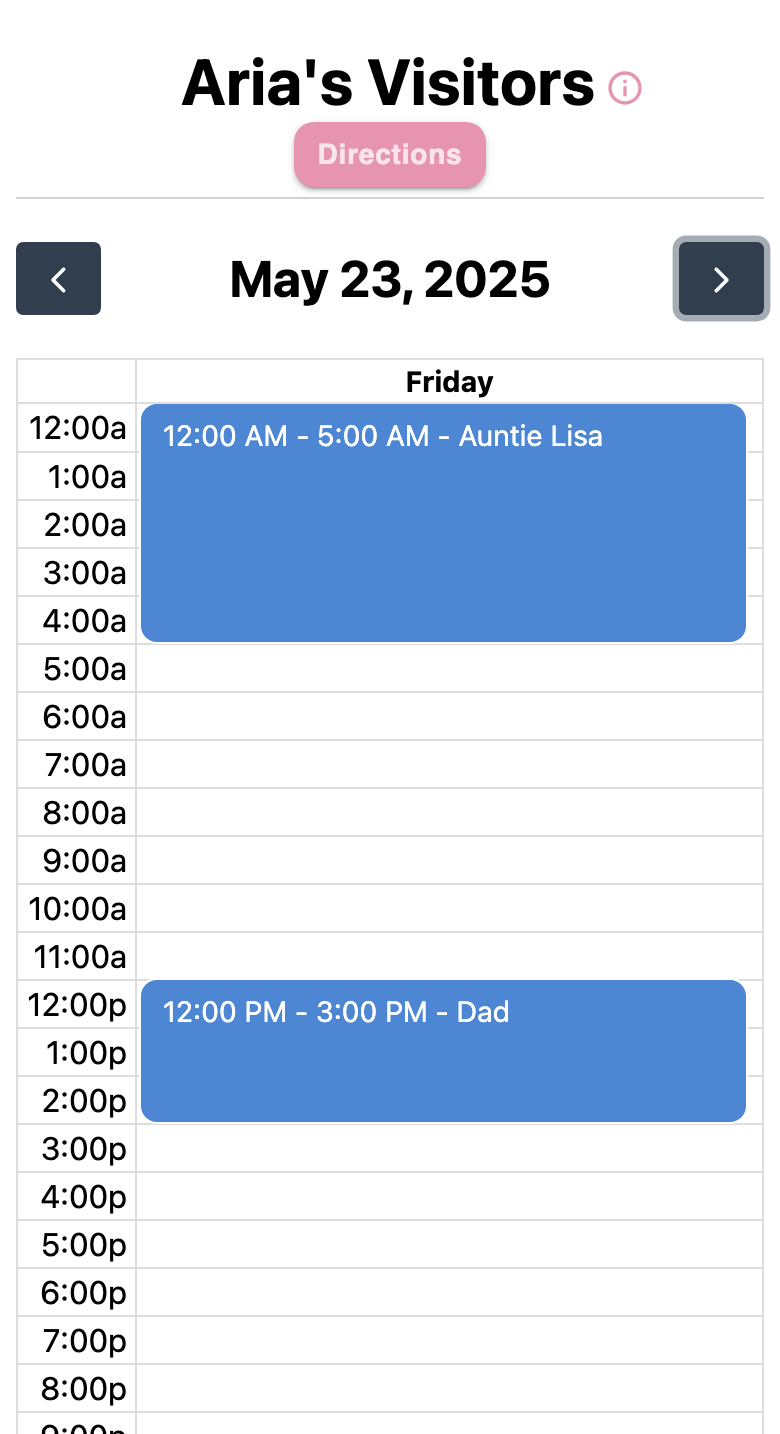 Aria's Visitors
Directions
May 23, 2025
Friday
12:00a
12:00 AM - 5:00 AM - Auntie Lisa
1:00a
2:00a
3:00a
4:00a
5:00a
6:00a
7:00a
8:00a
9:00a
10:00a
11:00a
12:00p
12:00 PM - 3:00 PM - Dad
1:00p
2:00p
3:00p
4:00p
5:00p
6:00p
7:00p
8:00p
9:00p